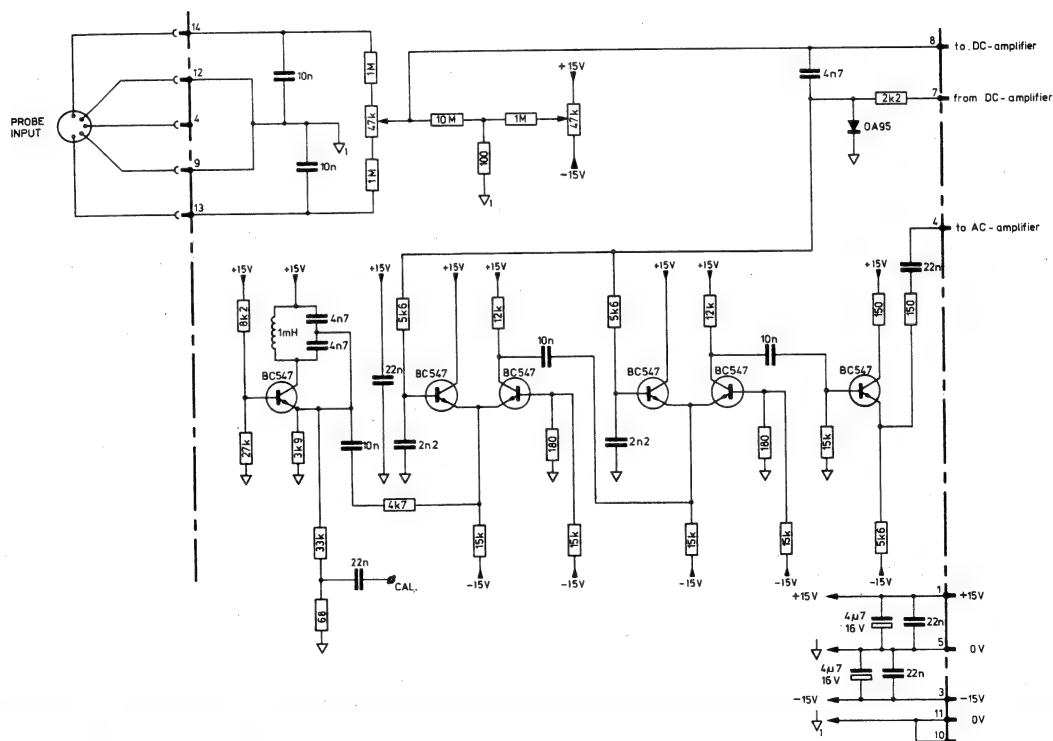 14
8
to DC-amplifier
+15V
1M
12
10n
4n7
7
from DC-amplifier
2k2
PROBE
INPUT
4
47k
10M
1M
47k
OA95
1
100
-15V
9
10n
1M
1
13
4
to AC-amplifier
22n
+15V
+15V
+15V
+15V
+15V
+15V
+15V
+15V
8k2
4n7
5k6
12k
5k6
12k
150
150
1mH
4n7
10n
10n
BC547
22n
BC547
BC547
BC547
BC547
BC547
27k
3k9
10n
2n2
180
2n2
180
15k
4k7
33k
15k
15k
15k
15k
5k6
22n
CAL.
-15V
-15V
-15V
-15V
-15V
68
+15V
1
+15V
4µ7
16V
22n
5
0V
4µ7
16V
22n
-15V
3
-15V
11
0V
1
10